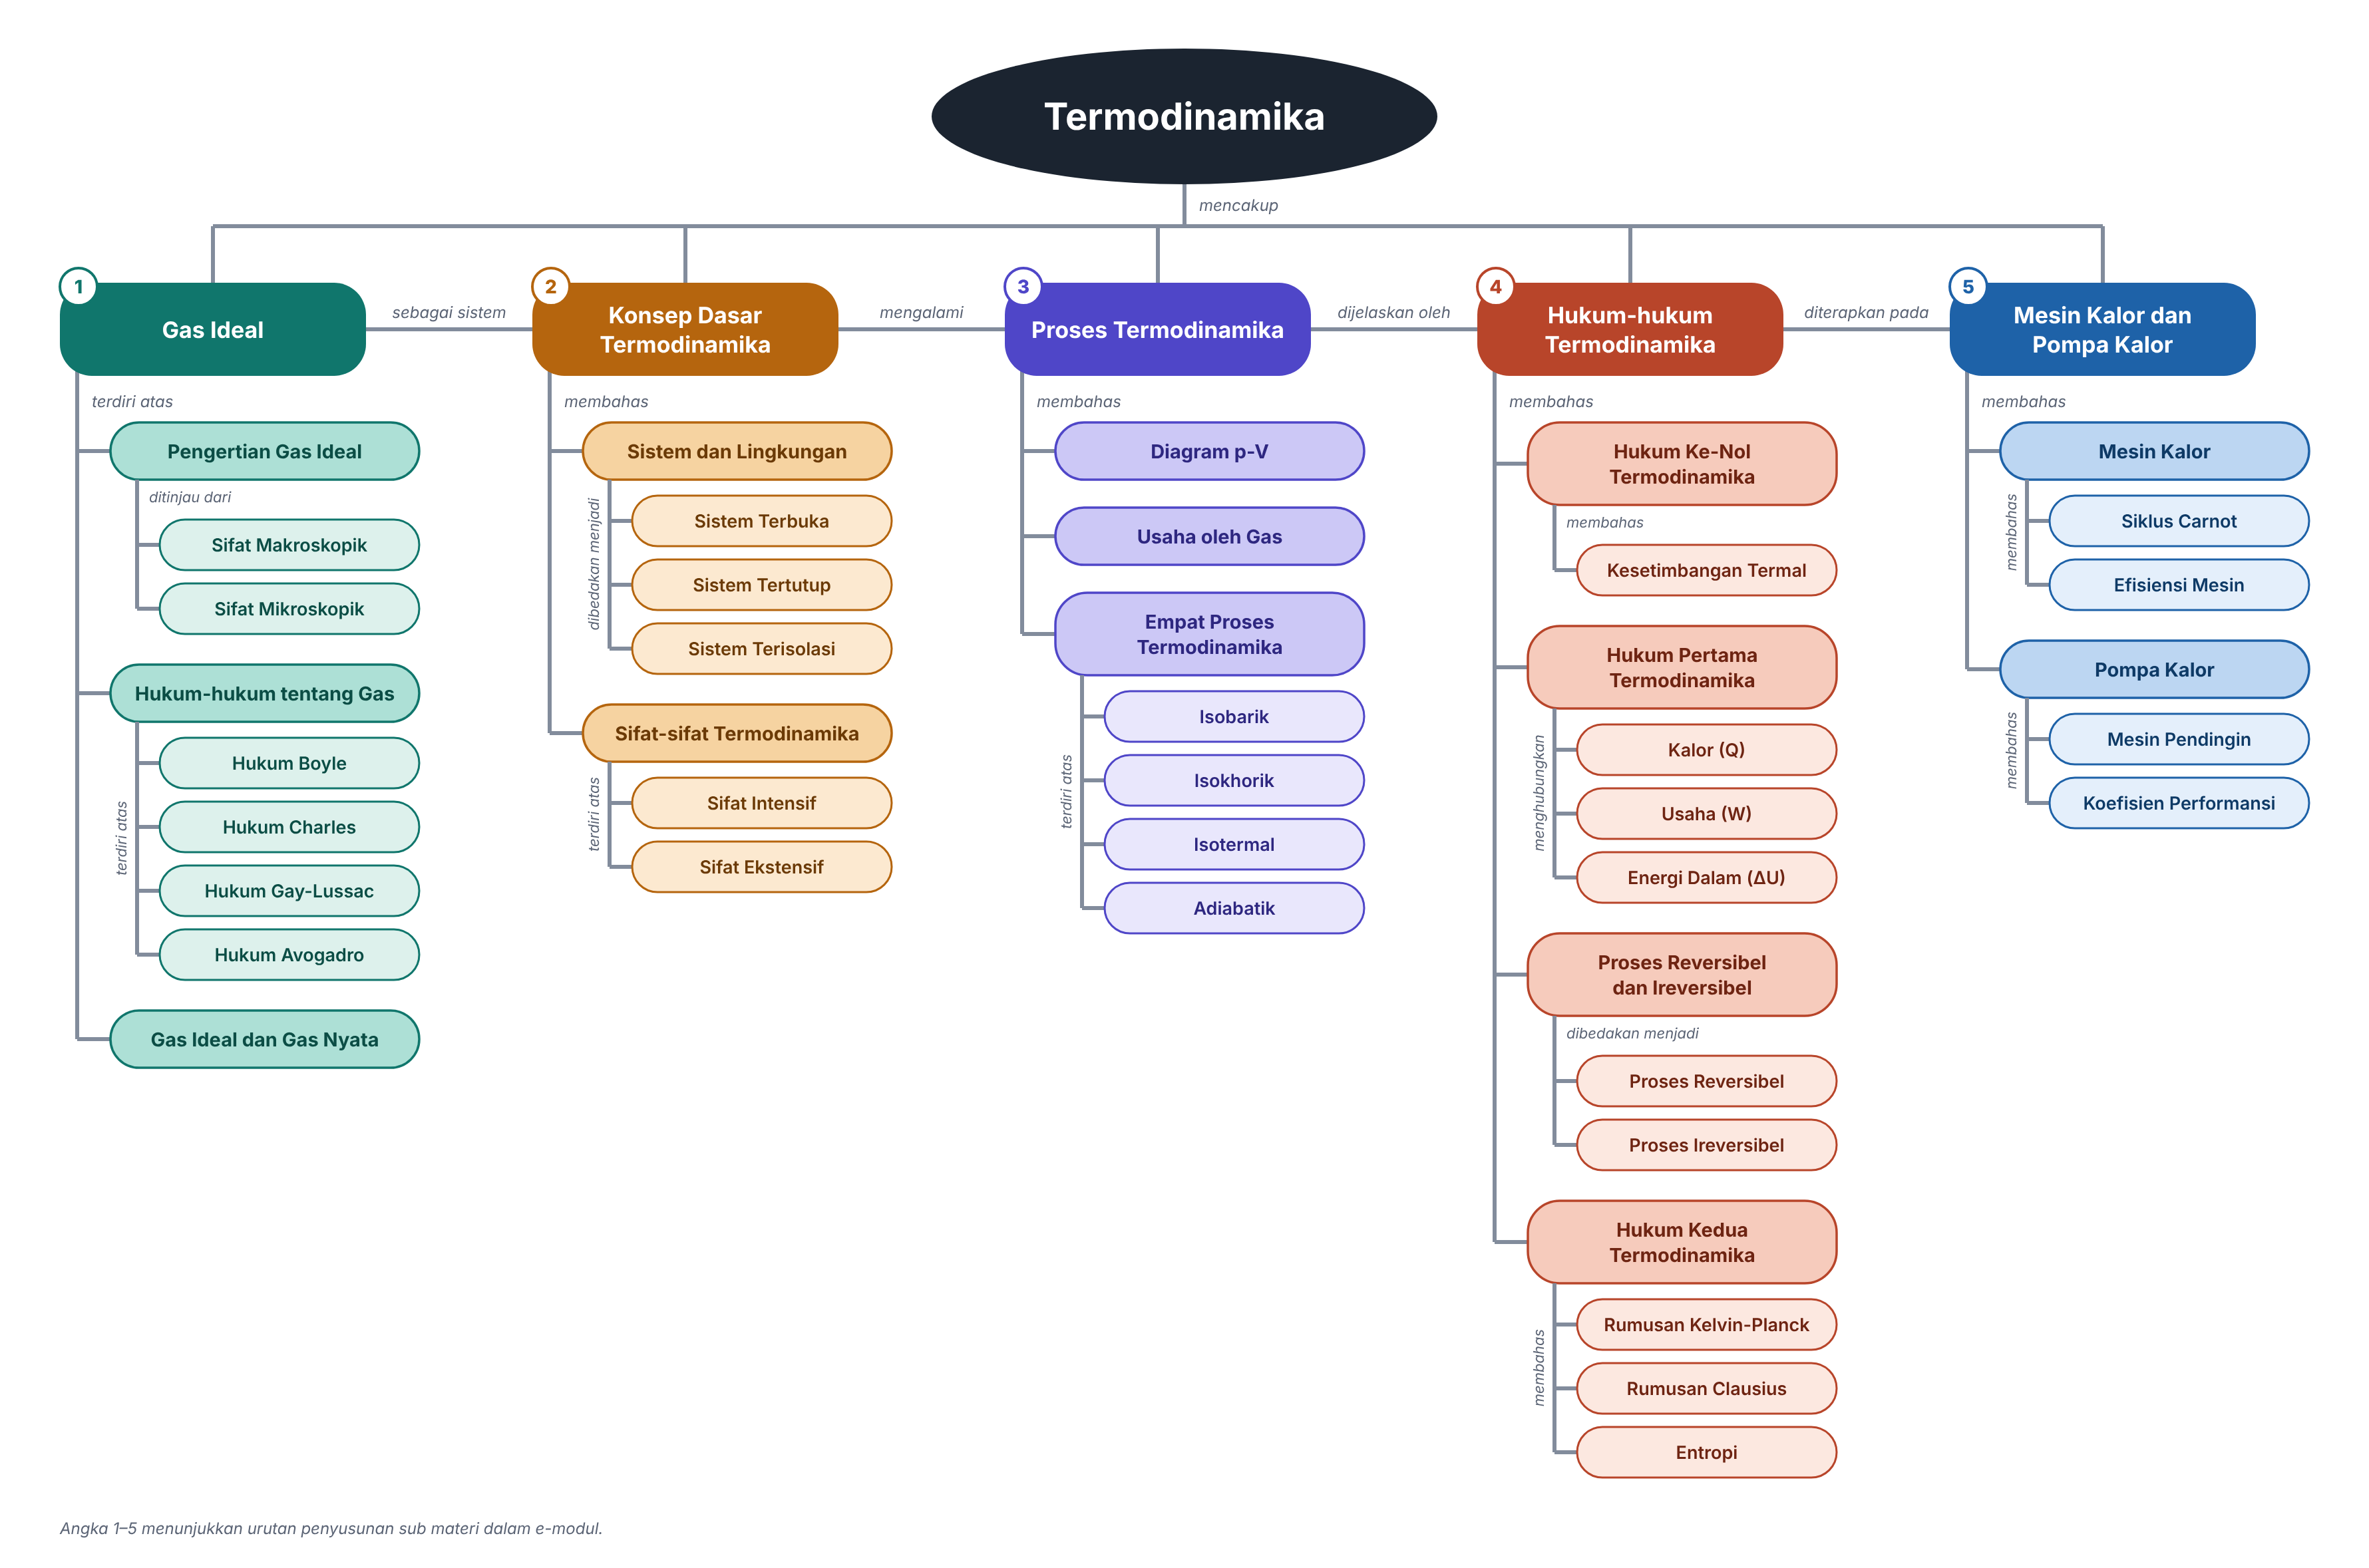 Termodinamika
mencakup
1
Gas Ideal
sebagai sistem
2
Konsep Dasar
Termodinamika
mengalami
3
Proses Termodinamika
dijelaskan oleh
4
Hukum-hukum
Termodinamika
diterapkan pada
5
Mesin Kalor dan
Pompa Kalor
terdiri atas
Pengertian Gas Ideal
ditinjau dari
Sifat Makroskopik
Sifat Mikroskopik
Hukum-hukum tentang Gas
terdiri atas
Hukum Boyle
Hukum Charles
Hukum Gay-Lussac
Hukum Avogadro
Gas Ideal dan Gas Nyata
membahas
Sistem dan Lingkungan
dibedakan menjadi
Sistem Terbuka
Sistem Tertutup
Sistem Terisolasi
Sifat-sifat Termodinamika
terdiri atas
Sifat Intensif
Sifat Ekstensif
membahas
Diagram p-V
Usaha oleh Gas
Empat Proses
Termodinamika
terdiri atas
Isobarik
Isokhorik
Isotermal
Adiabatik
membahas
Hukum Ke-Nol
Termodinamika
membahas
Kesetimbangan Termal
Hukum Pertama
Termodinamika
menghubungkan
Kalor (Q)
Usaha (W)
Energi Dalam (ΔU)
Proses Reversibel
dan Ireversibel
dibedakan menjadi
Proses Reversibel
Proses Ireversibel
Hukum Kedua
Termodinamika
membahas
Rumusan Kelvin-Planck
Rumusan Clausius
Entropi
membahas
Mesin Kalor
membahas
Siklus Carnot
Efisiensi Mesin
Pompa Kalor
membahas
Mesin Pendingin
Koefisien Performansi
Angka 1–5 menunjukkan urutan penyusunan sub materi dalam e-modul.